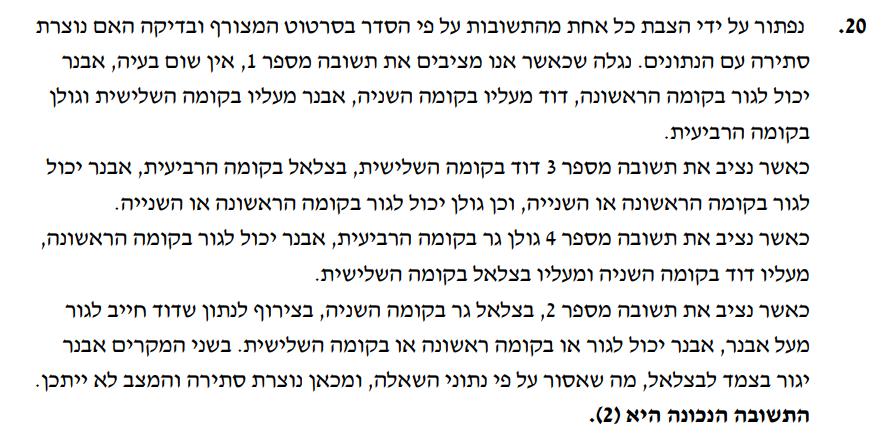 20. נפתור על ידי הצבת כל אחת מהתשובות על פי הסדר בסרטוט המצורף ובדיקה האם נוצרת
סתירה עם הנתונים. נגלה שכאשר אנו מציבים את תשובה מספר 1, אין שום בעיה, אבנר
יכול לגור בקומה הראשונה, דוד מעליו בקומה השניה, אבנר מעליו בקומה השלישית וגולן
בקומה הרביעית.
כאשר נציב את תשובה מספר 3 דוד בקומה השלישית, בצלאל בקומה הרביעית, אבנר יכול
לגור בקומה הראשונה או השנייה, וכן גולן יכול לגור בקומה הראשונה או השנייה.
כאשר נציב את תשובה מספר 4 גולן גר בקומה הרביעית, אבנר יכול לגור בקומה הראשונה,
מעליו דוד בקומה השניה ומעליו בצלאל בקומה השלישית.
כאשר נציב את תשובה מספר 2, בצלאל גר בקומה השניה, בצירוף לנתון שדוד חייב לגור
מעל אבנר, אבנר יכול לגור או בקומה ראשונה או בקומה השלישית. בשני המקרים אבנר
יגור בצמד לבצלאל, מה שאסור על פי נתוני השאלה, ומכאן נוצרת סתירה והמצב לא ייתכן.
התשובה הנכונה היא (2).